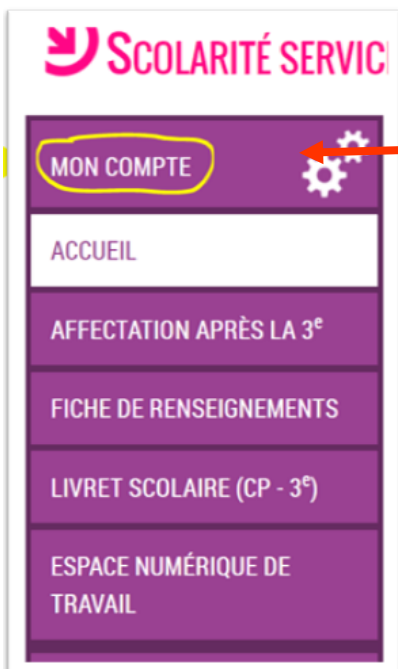 SCOLARITÉ SERVIC
MON COMPTE
ACCUEIL
AFFECTATION APRÈS LA 3ᵉ
FICHE DE RENSEIGNEMENTS
LIVRET SCOLAIRE (CP - 3ᵉ)
ESPACE NUMÉRIQUE DE
TRAVAIL